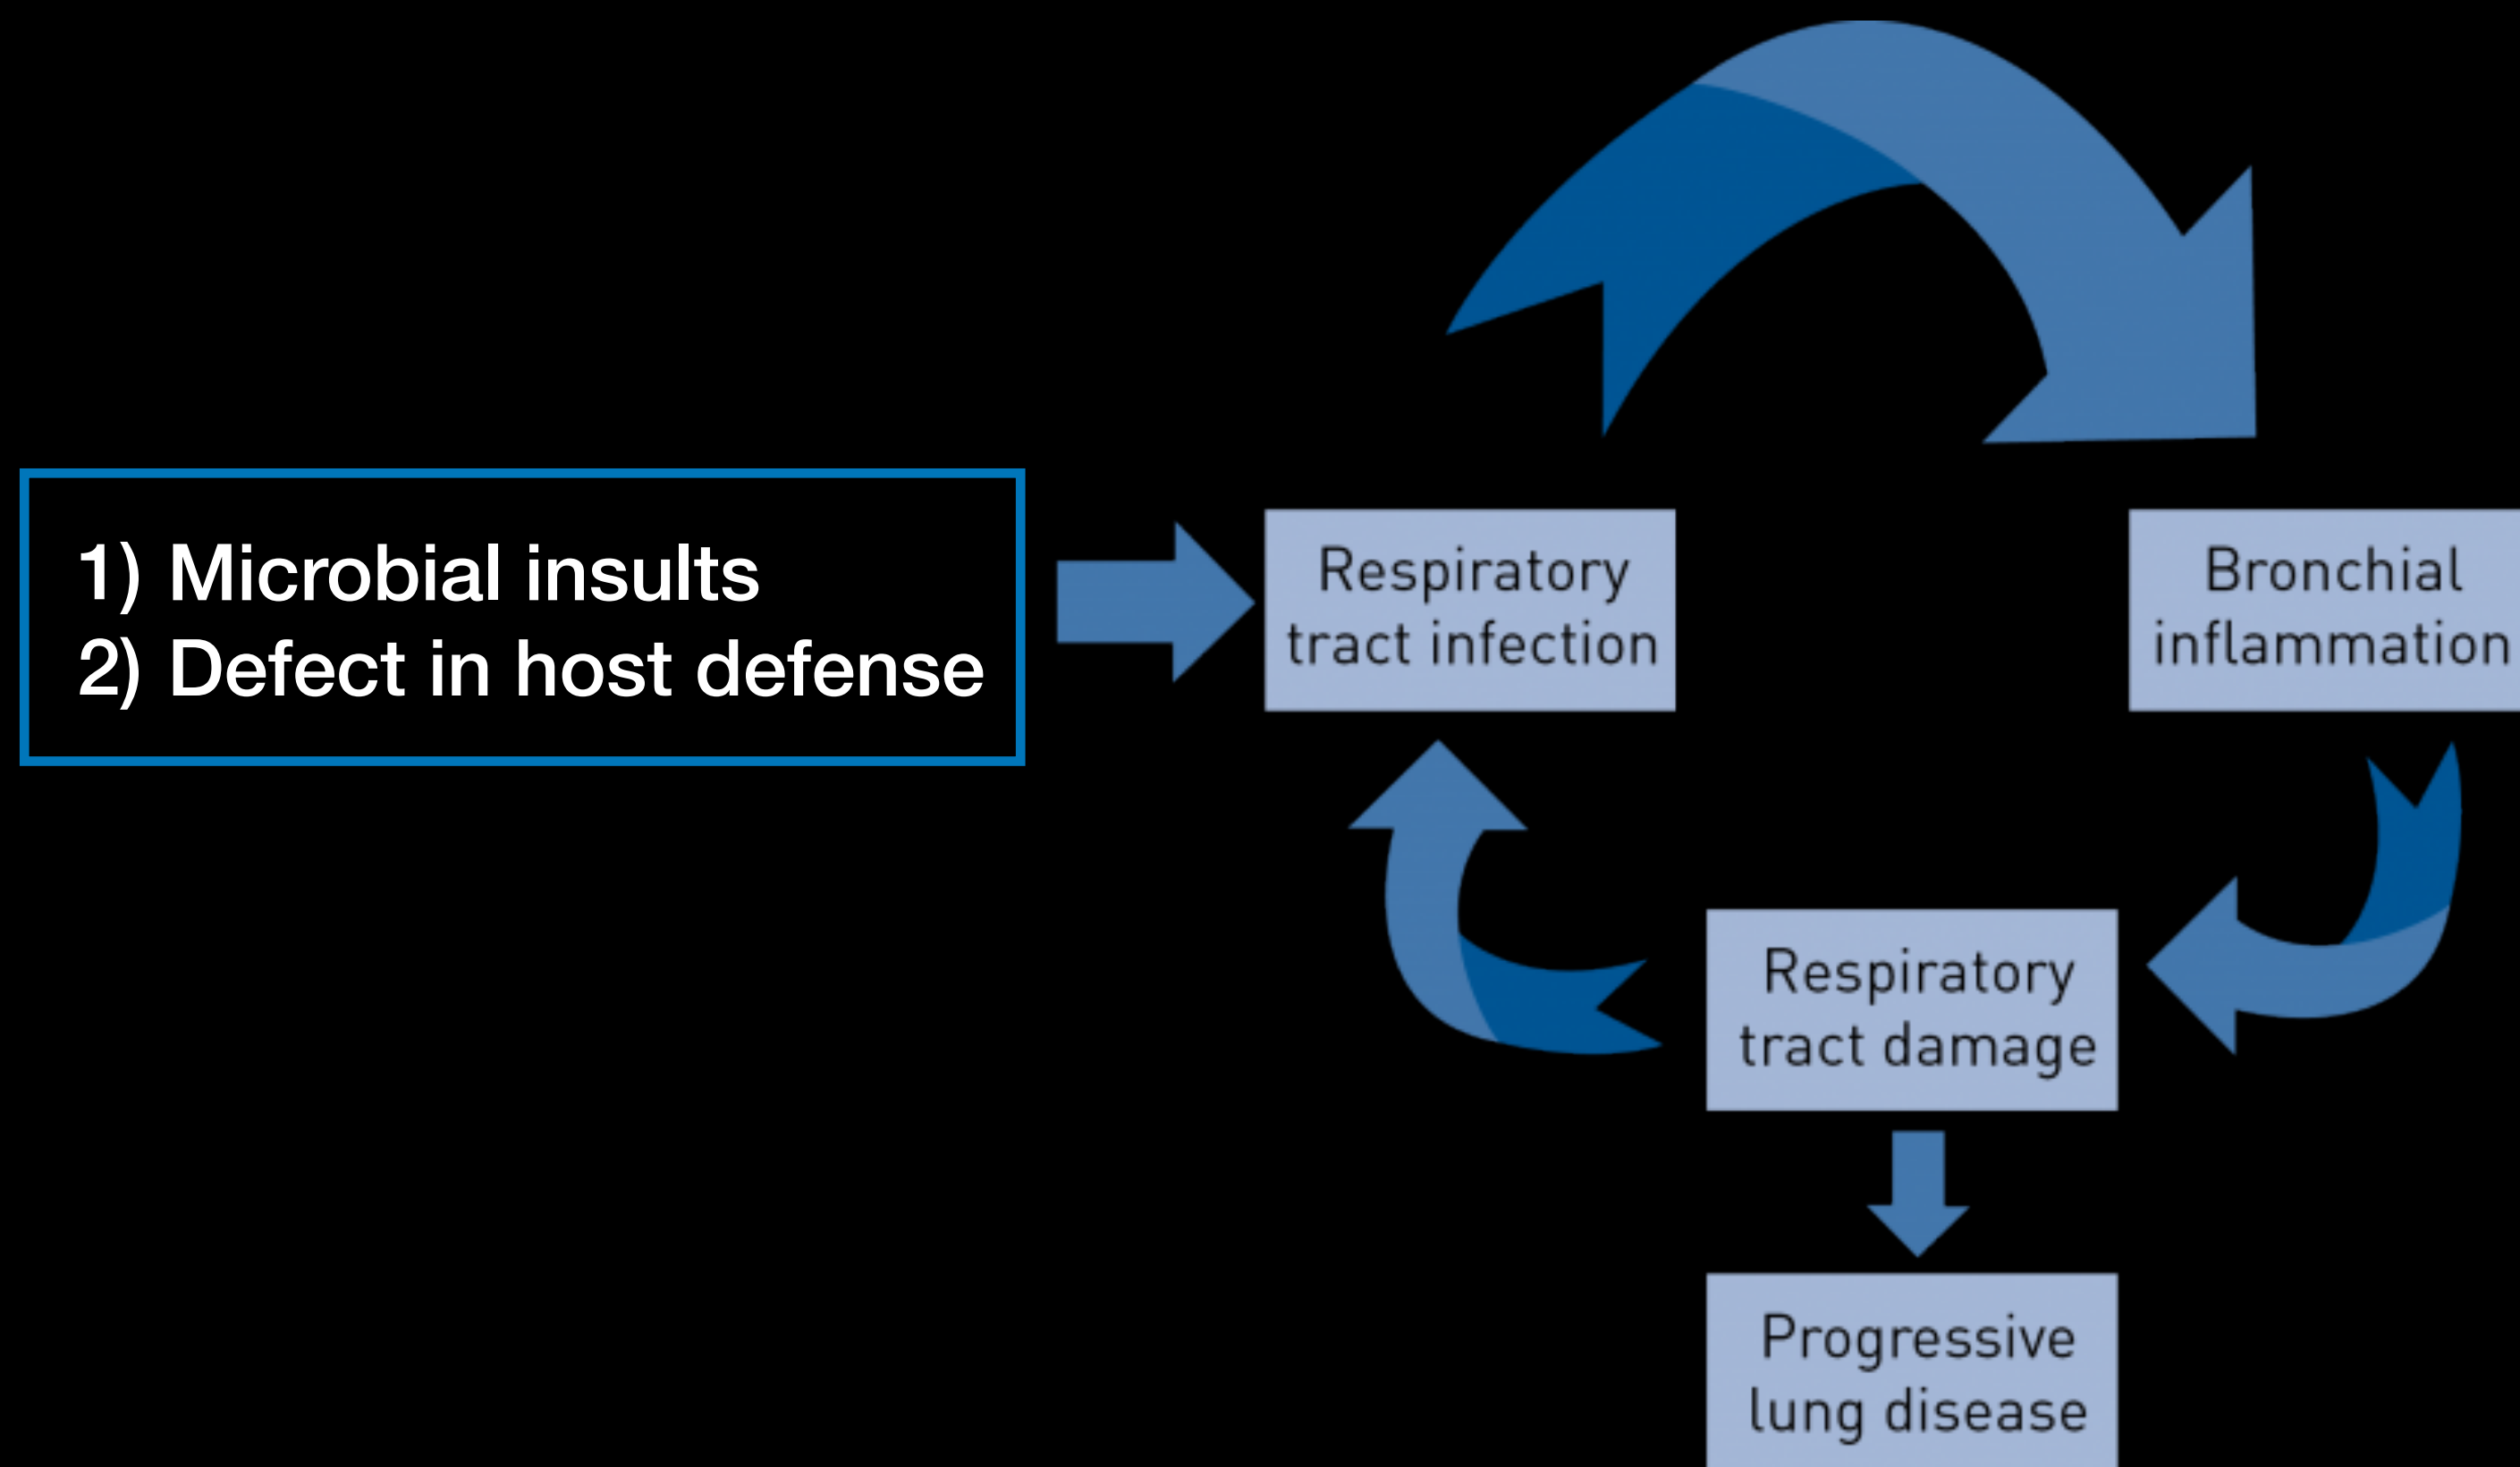 1) Microbial insults
2) Defect in host defense
Respiratory
tract infection
Bronchial
inflammation
Respiratory
tract damage
Progressive
lung disease